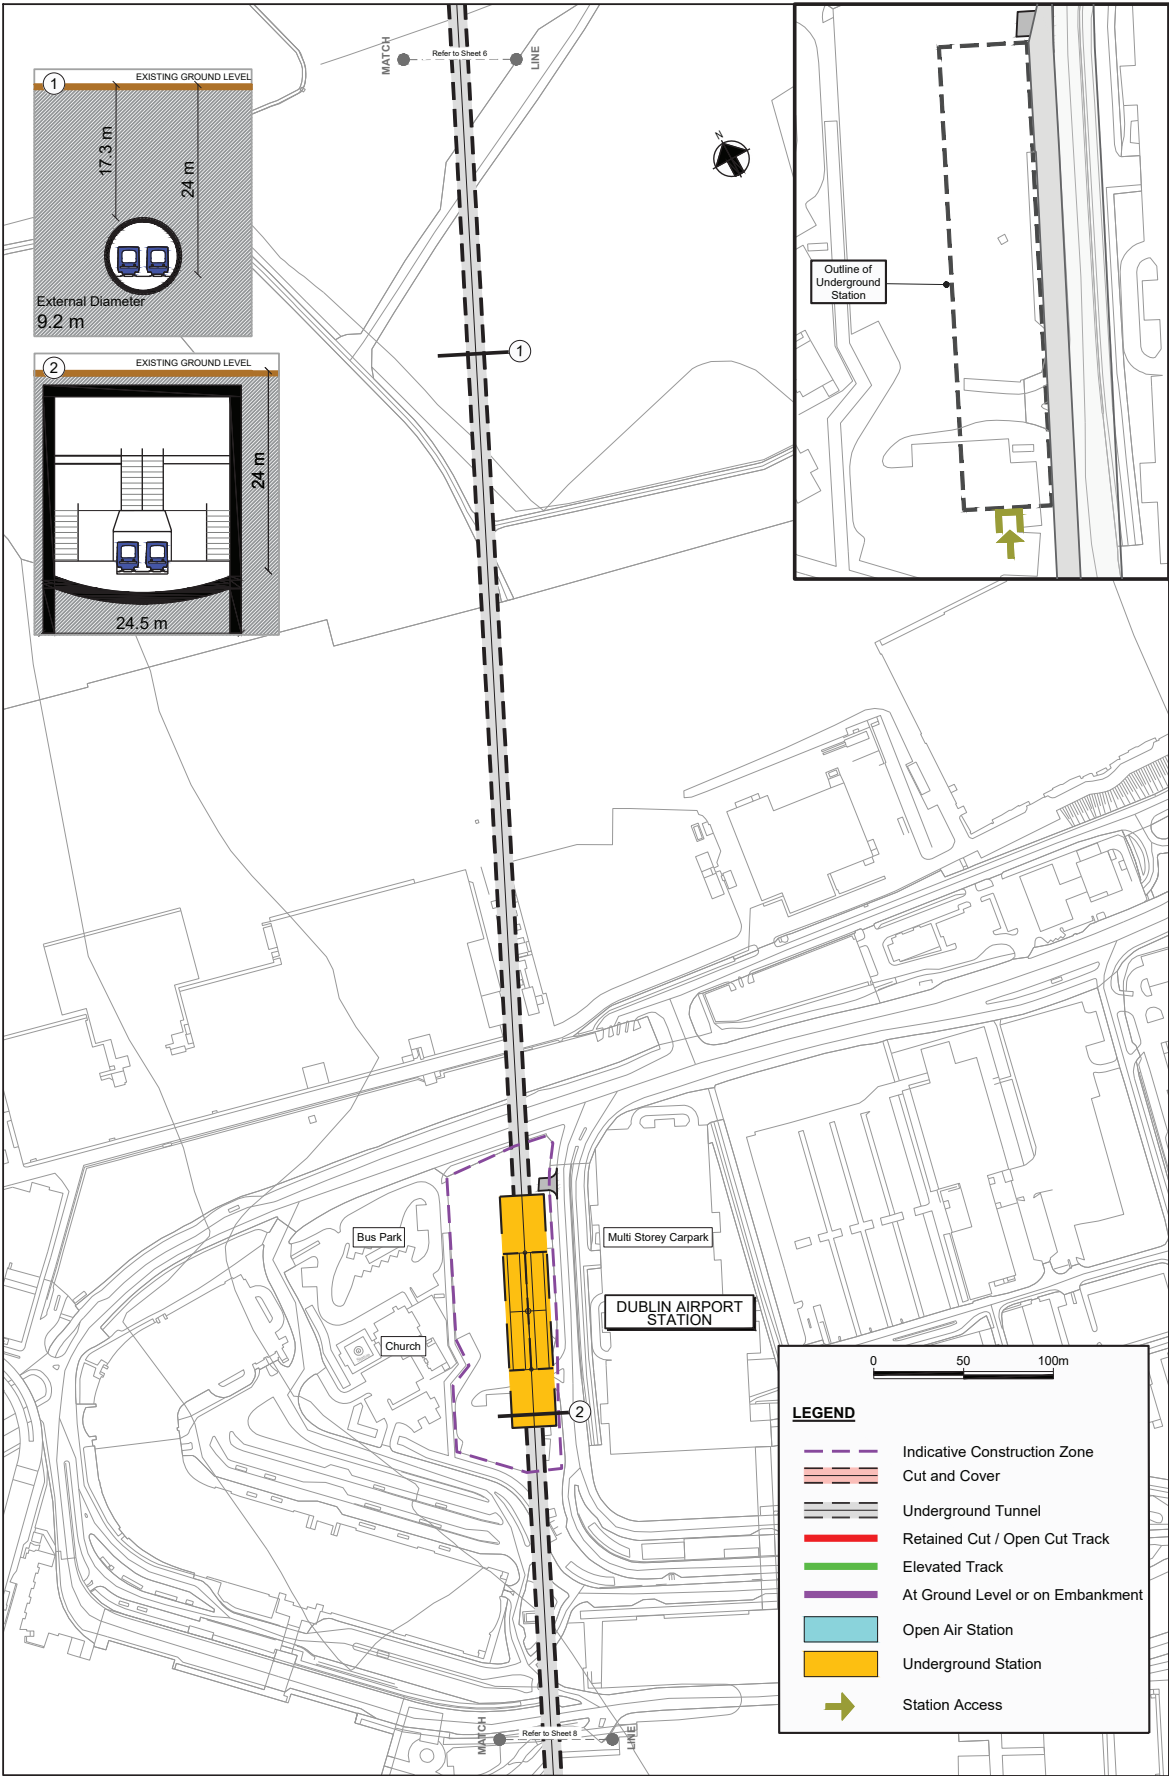 MATCH
Refer to Sheet 6
LINE
1
EXISTING GROUND LEVEL
17.3 m
24 m
External Diameter
9.2 m
2
EXISTING GROUND LEVEL
24 m
24.5 m
N
Outline of
Underground
Station
1
Bus Park
Multi Storey Carpark
DUBLIN AIRPORT
STATION
Church
2
0 50 100m
LEGEND
Indicative Construction Zone
Cut and Cover
Underground Tunnel
Retained Cut / Open Cut Track
Elevated Track
At Ground Level or on Embankment
Open Air Station
Underground Station
Station Access
MATCH
Refer to Sheet 8
LINE